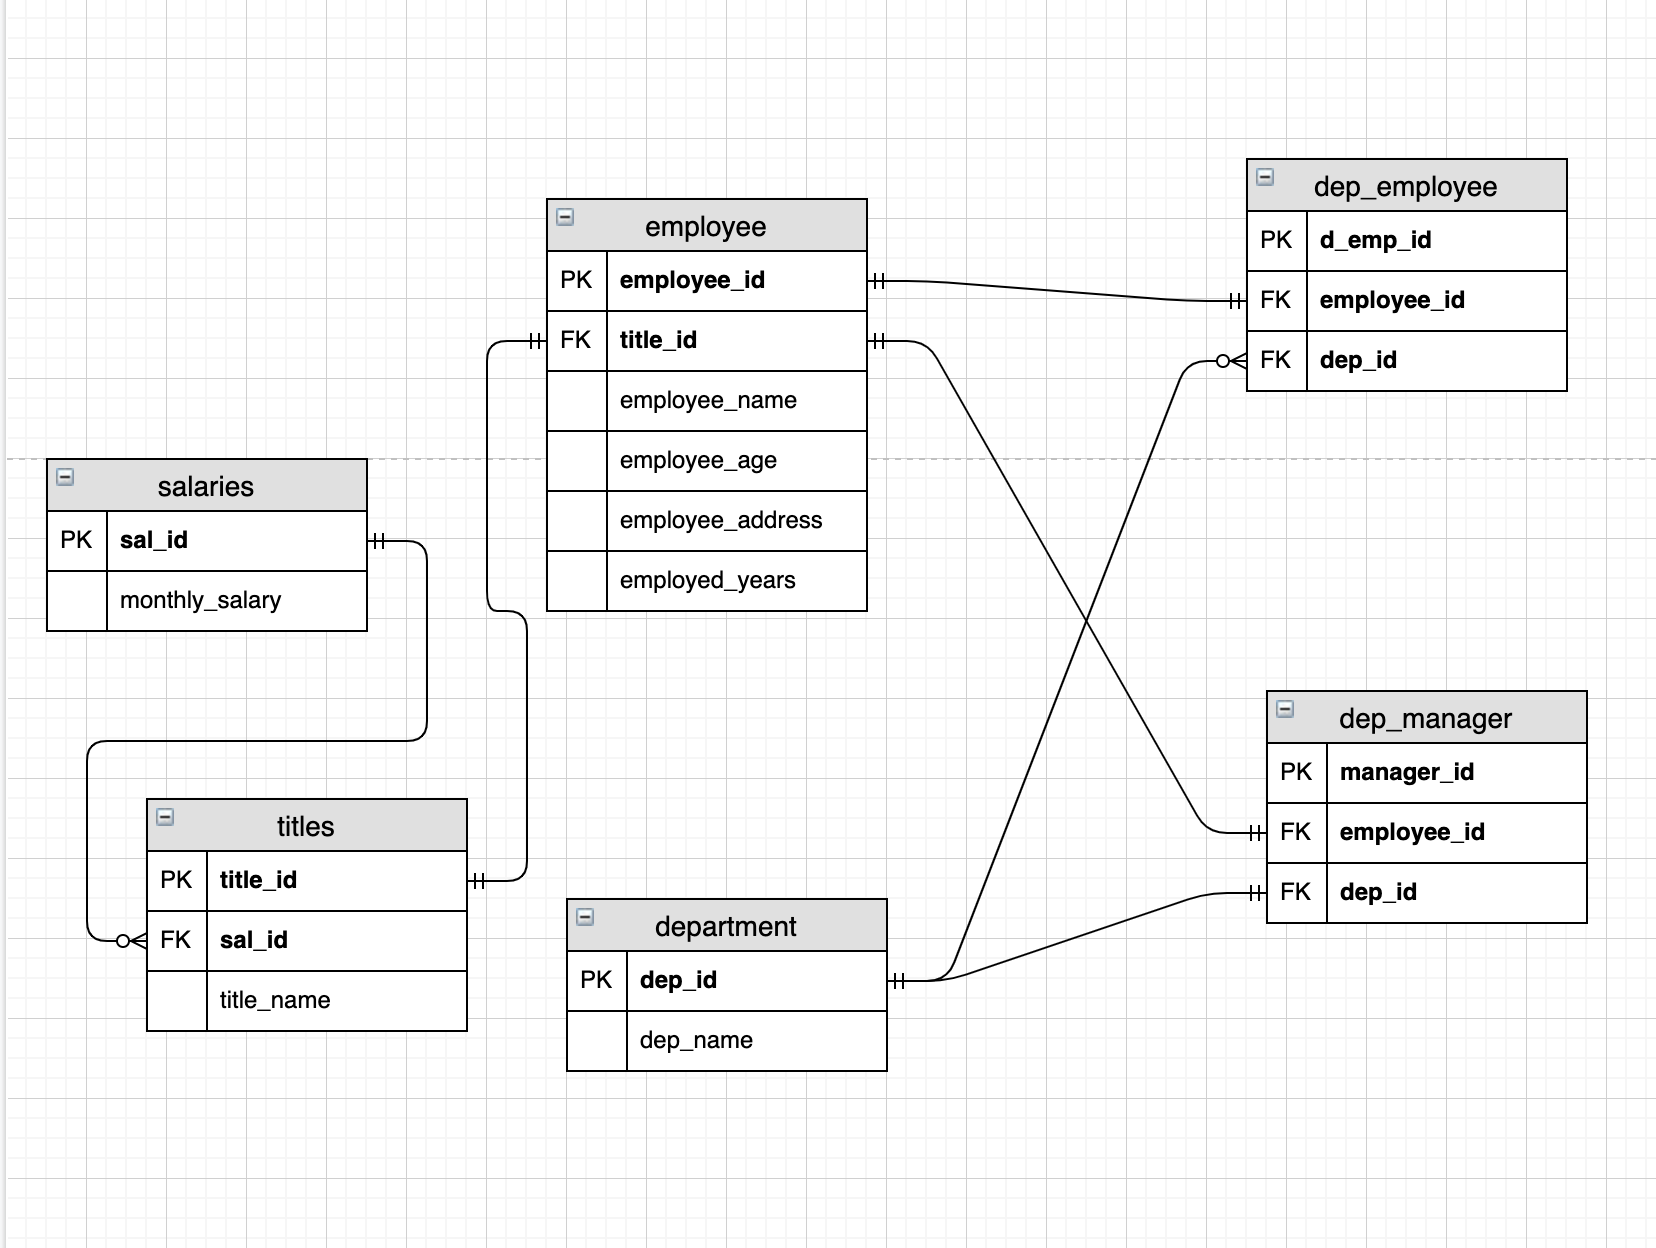 employee
PK employee_id
FK title_id
employee_name
employee_age
employee_address
employed_years
dep_employee
PK d_emp_id
FK employee_id
FK dep_id
salaries
PK sal_id
monthly_salary
titles
PK title_id
FK sal_id
title_name
department
PK dep_id
dep_name
dep_manager
PK manager_id
FK employee_id
FK dep_id